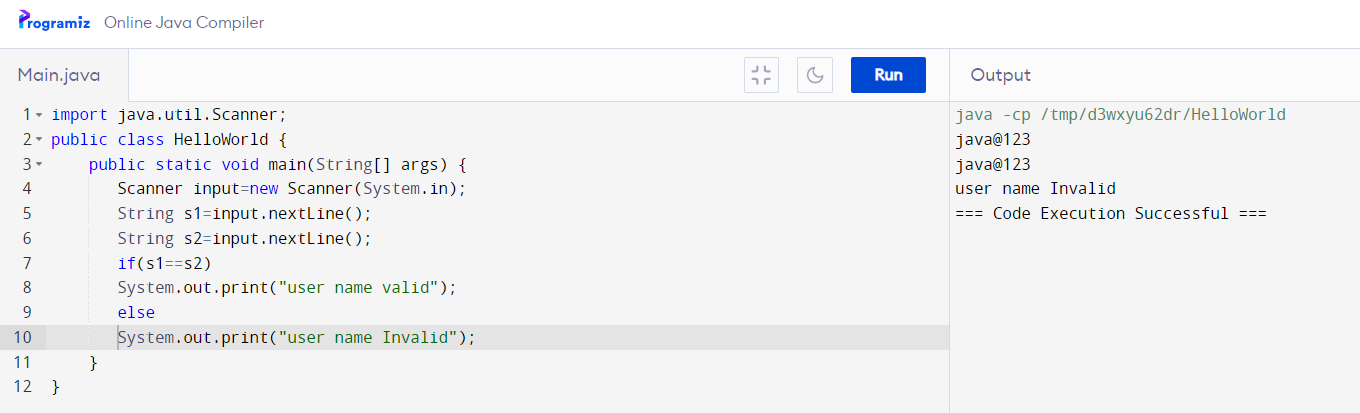 Programiz Online Java Compiler
Main.java
Run
Output
1 import java.util.Scanner;
2 public class HelloWorld {
3 public static void main(String[] args) {
4 Scanner input=new Scanner(System.in);
5 String s1=input.nextLine();
6 String s2=input.nextLine();
7 if(s1==s2)
8 System.out.print("user name valid");
9 else
10 System.out.print("user name Invalid");
11 }
12 }
java -cp /tmp/d3wxyu62dr/HelloWorld
java@123
java@123
user name Invalid
=== Code Execution Successful ===